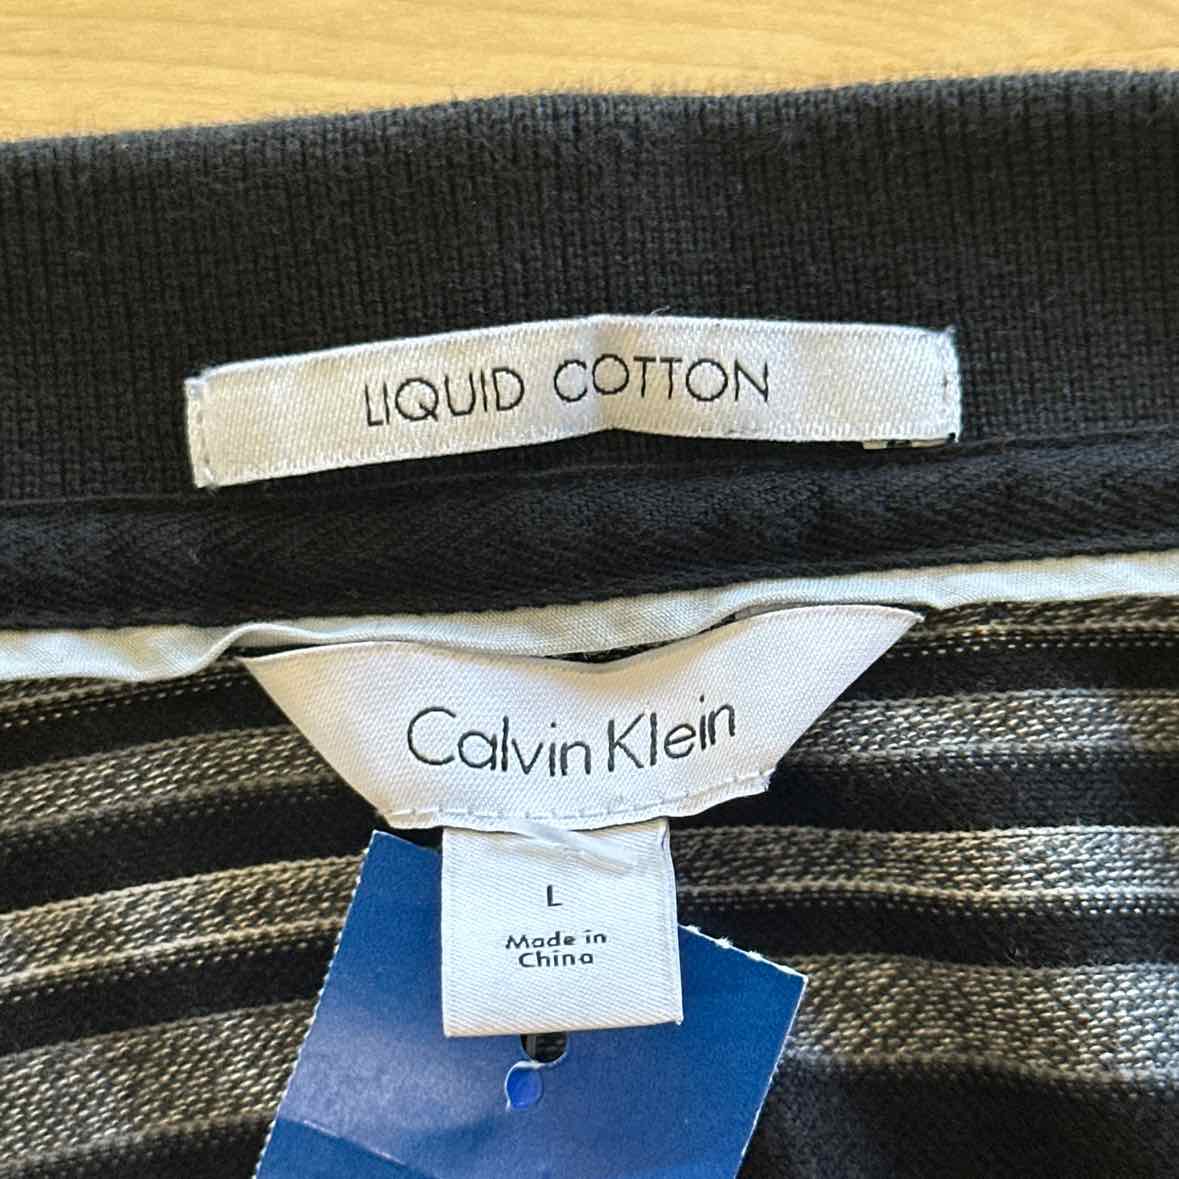 LIQUID COTTON
Calvin Klein
L
Made in
China